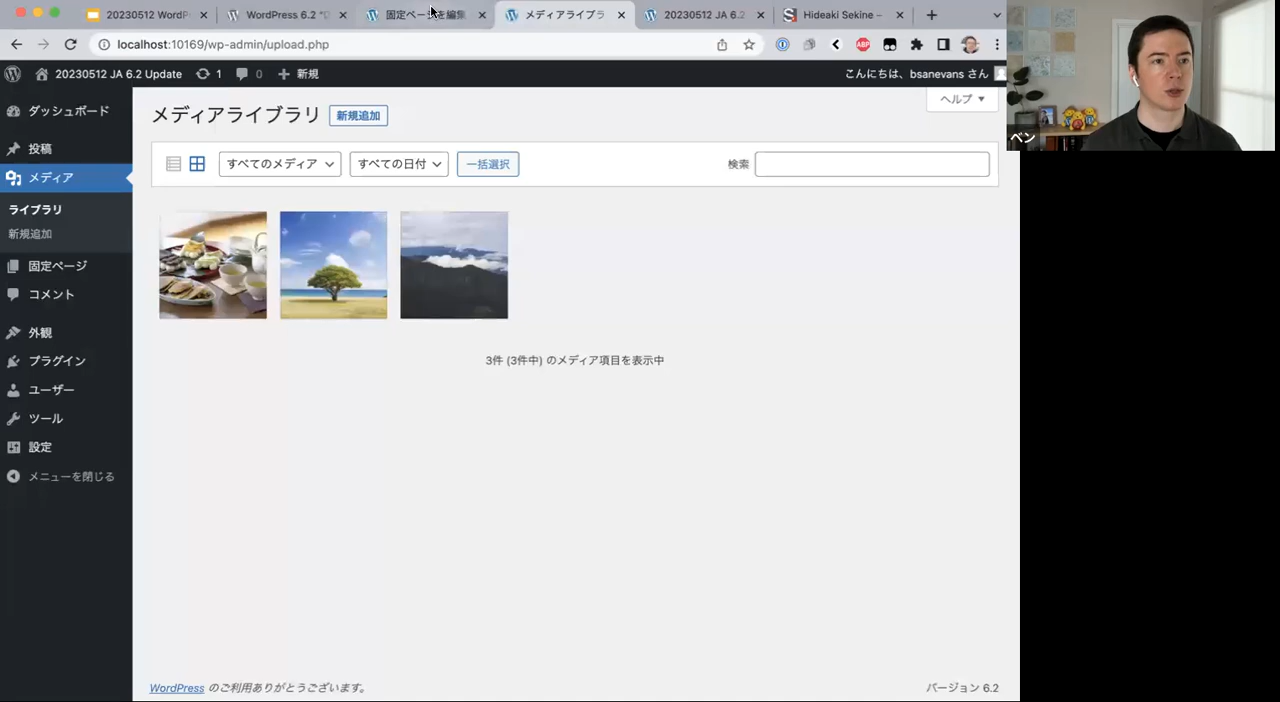 20230512 WordP
WordPress 6.2 "D
固定ページを編集
メディアライブラ
20230512 JA 6.2
Hideaki Sekine –
localhost:10169/wp-admin/upload.php
ABP
20230512 JA 6.2 Update
1
0
新規
こんにちは、bsanevans さん
ダッシュボード
投稿
メディア
ライブラリ
新規追加
固定ページ
コメント
外観
プラグイン
ユーザー
ツール
設定
メニューを閉じる
メディアライブラリ
新規追加
ヘルプ ▼
すべてのメディア
すべての日付
一括選択
検索
3件 (3件中) のメディア項目を表示中
WordPress のご利用ありがとうございます。
バージョン 6.2
ベン